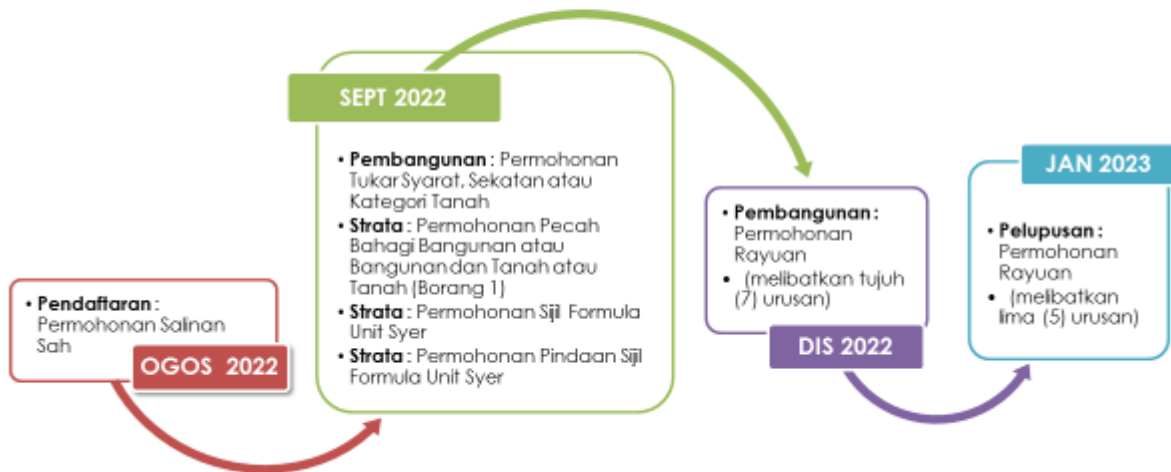 • Pendaftaran :
Permohonan Salinan
Sah
OGOS 2022
SEPT 2022
• Pembangunan : Permohonan
Tukar Syarat, Sekatan atau
Kategori Tanah
• Strata : Permohonan Pecah
Bahagi Bangunan atau
Bangunan dan Tanah atau
Tanah (Borang 1)
• Strata : Permohonan Sijil Formula
Unit Syer
• Strata : Permohonan Pindaan Sijil
Formula Unit Syer
• Pembangunan :
Permohonan
Rayuan
• (melibatkan tujuh
(7) urusan)
DIS 2022
JAN 2023
• Pelupusan :
Permohonan
Rayuan
• (melibatkan
lima (5) urusan)